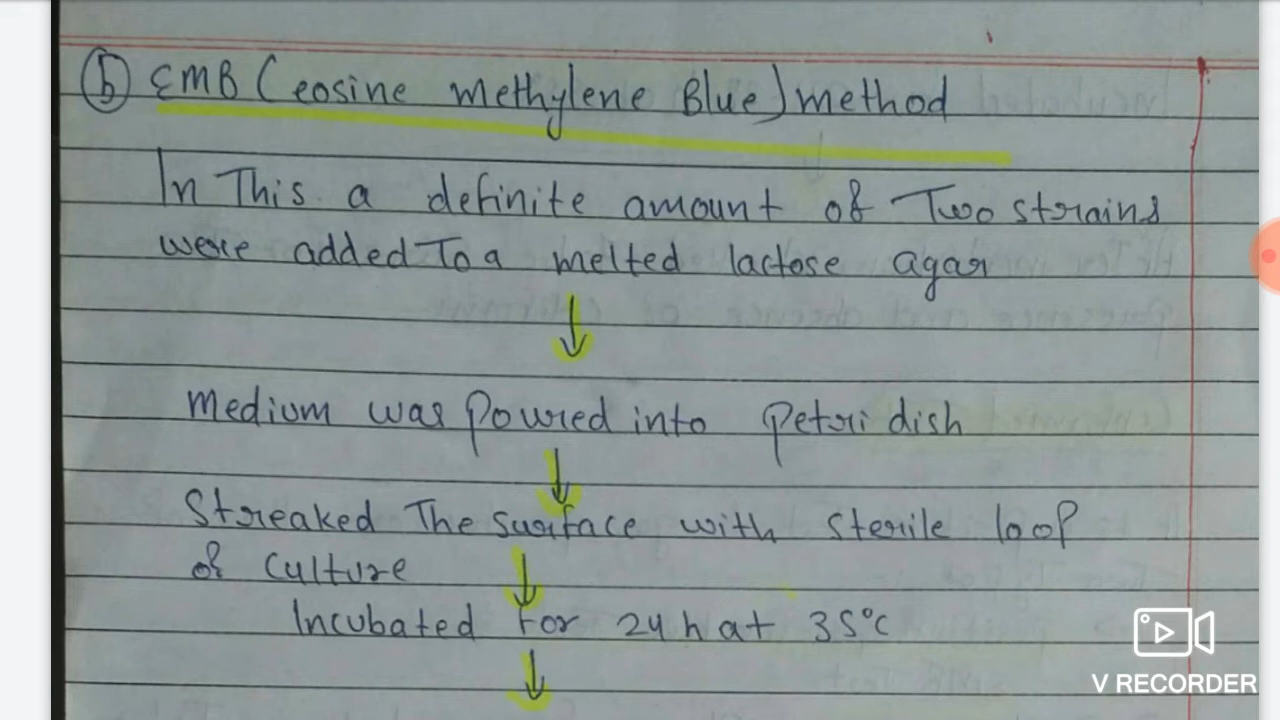 (b) EMB (eosine methylene Blue) method
In This a definite amount of Two strains
were added To a melted lactose agar
↓
Medium was Poured into Petri dish
↓
Streaked The surface with sterile loop
of culture
↓
Incubated For 24 h at 35°C
↓
V RECORDER